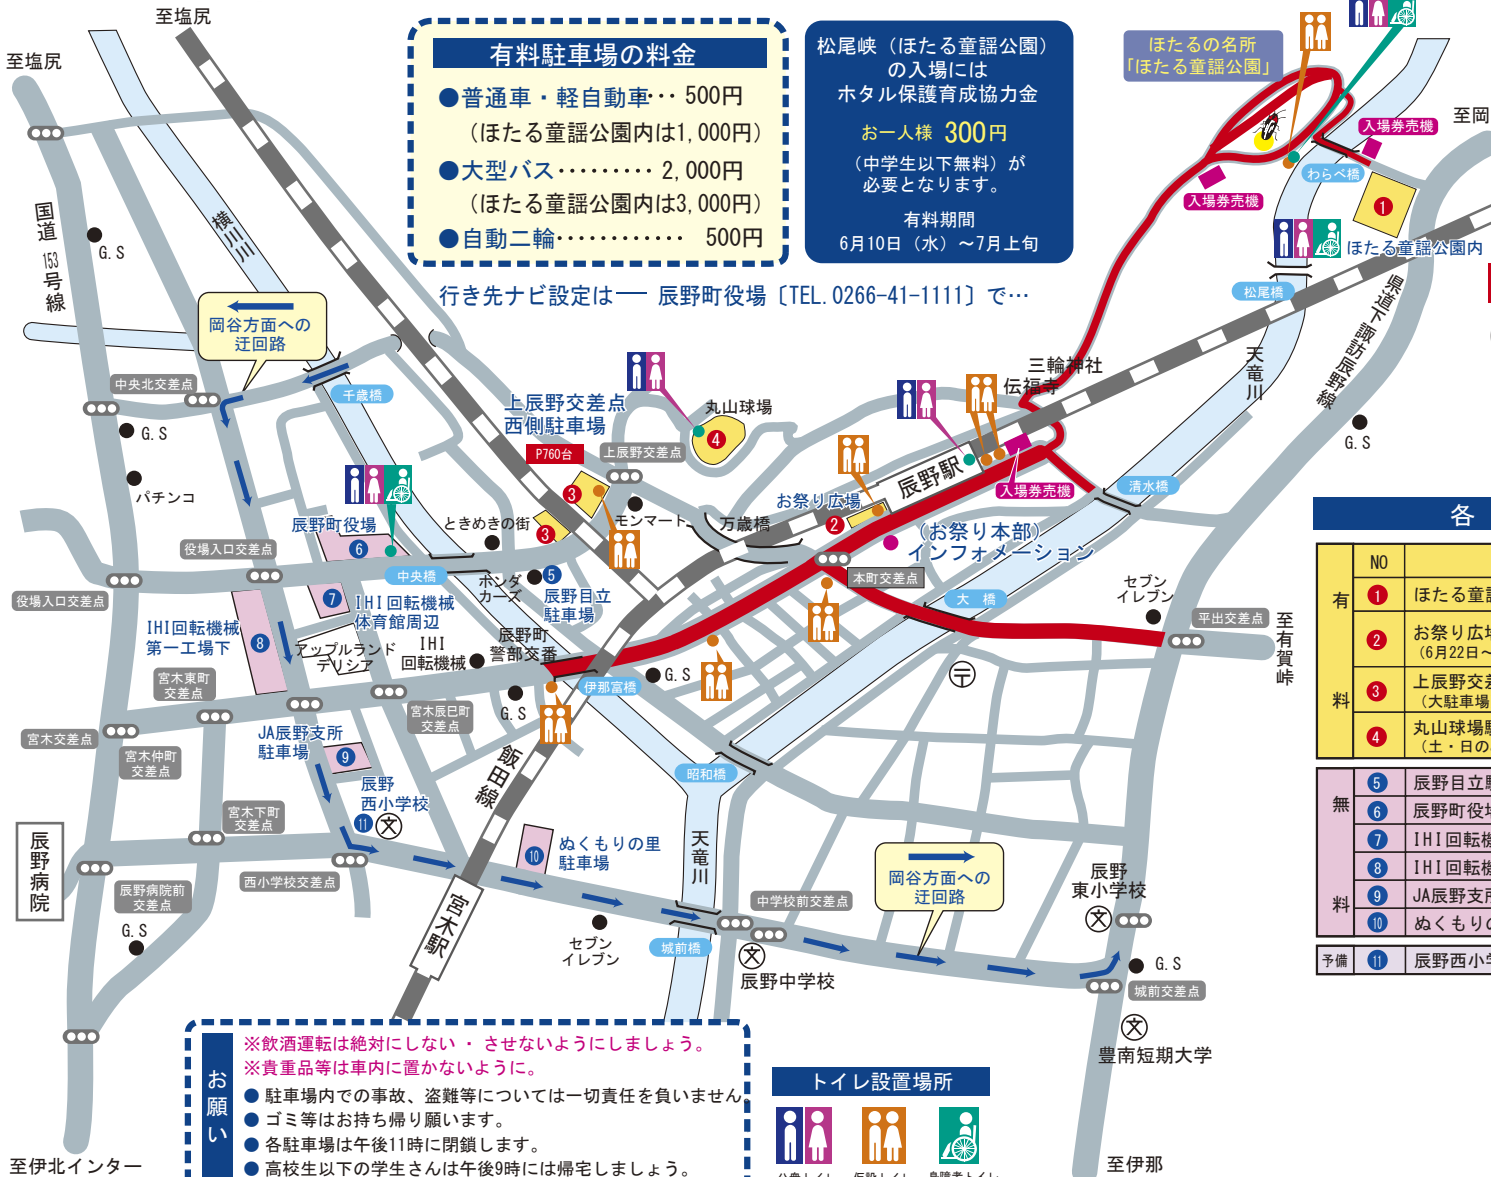 至塩尻
至塩尻
有料駐車場の料金
●普通車・軽自動車・・・ 500円
(ほたる童謡公園内は1,000円)
●大型バス・・・・・・・・・ 2,000円
(ほたる童謡公園内は3,000円)
●自動二輪・・・・・・・・・・・・ 500円
松尾峡（ほたる童謡公園）
の入場には
ホタル保護育成協力金
お一人様 300円
（中学生以下無料）が
必要となります。
有料期間
6月10日（水）～7月上旬
行き先ナビ設定は── 辰野町役場〔TEL.0266-41-1111〕で…
ほたるの名所
「ほたる童謡公園」
入場券売機
至岡
わらべ橋
入場券売機
1
ほたる童謡公園内
松尾橋
県道下諏訪辰野線
天竜川
G.S
国道153号線
G.S
横川川
岡谷方面への
迂回路
中央北交差点
千歳橋
G.S
パチンコ
上辰野交差点
西側駐車場
P760台
上辰野交差点
丸山球場
4
三輪神社
伝福寺
辰野駅
入場券売機
清水橋
お祭り広場
2
(お祭り本部)
インフォメーション
3
3
モンマート
万歳橋
ときめきの街
辰野町役場
6
役場入口交差点
中央橋
ホンダ
カーズ
5
辰野目立
駐車場
本町交差点
大 橋
セブン
イレブン
平出交差点
至有賀峠
役場入口交差点
7
IHI回転機械
体育館周辺
IHI回転機械
第一工場下
8
アップルランド
デリシア
IHI
回転機械
辰野町
警部交番
伊那富橋
G.S
G.S
宮木東町
交差点
宮木辰巳町
交差点
宮木交差点
宮木仲町
交差点
JA辰野支所
駐車場
9
飯田線
昭和橋
辰野
西小学校
11
文
宮木下町
交差点
辰野病院
西小学校交差点
辰野病院前
交差点
G.S
10
ぬくもりの里
駐車場
天竜川
宮木駅
セブン
イレブン
城前橋
中学校前交差点
文
辰野中学校
岡谷方面への
迂回路
辰野
東小学校
文
G.S
城前交差点
文
豊南短期大学
至伊北インター
至伊那
お願い
※飲酒運転は絶対にしない ・ させないようにしましょう。
※貴重品等は車内に置かないように。
● 駐車場内での事故、盗難等については一切責任を負いません。
● ゴミ等はお持ち帰り願います。
● 各駐車場は午後11時に閉鎖します。
● 高校生以下の学生さんは午後9時には帰宅しましょう。
トイレ設置場所
各
NO
有料
1 ほたる童謡
2 お祭り広場
(6月22日～
3 上辰野交差
(大駐車場
4 丸山球場駐
(土・日の
無料
5 辰野目立駐
6 辰野町役場
7 IHI回転機
8 IHI回転機
9 JA辰野支所
10 ぬくもりの
予備 11 辰野西小学